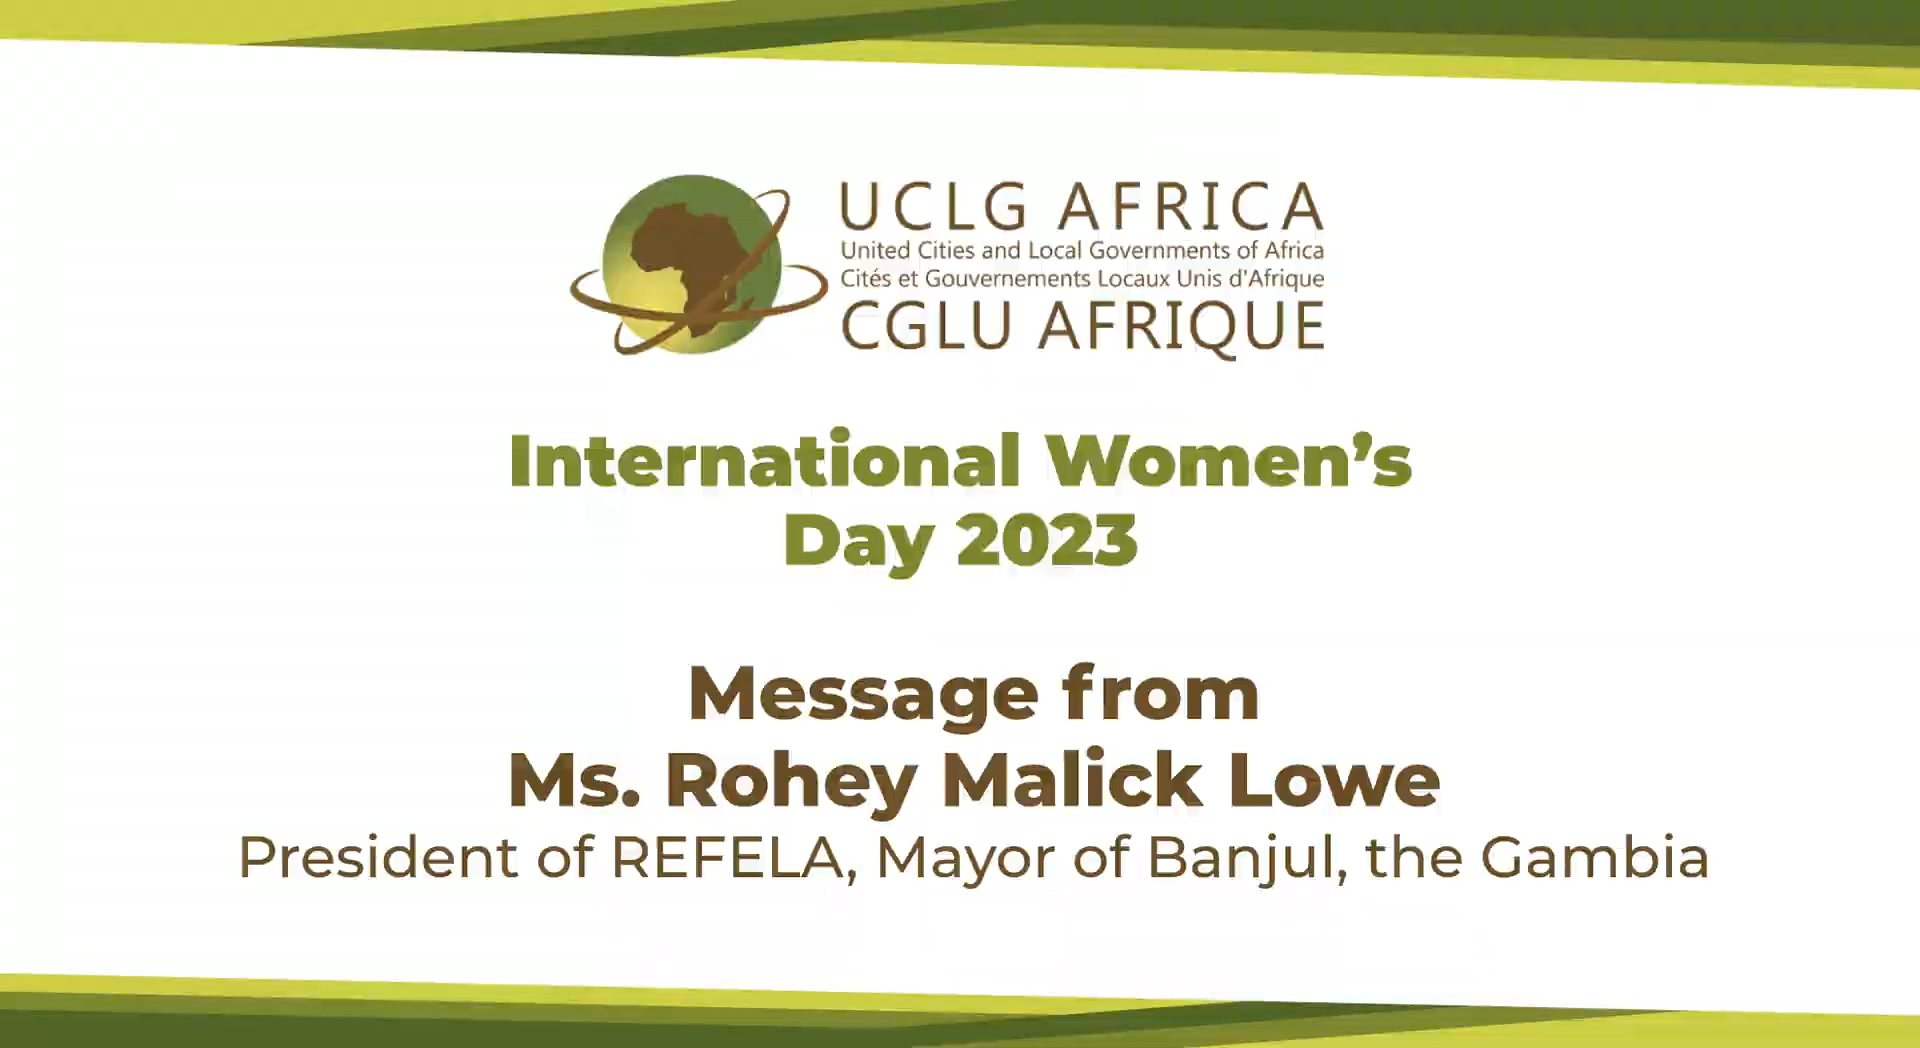 UCLG AFRICA
United Cities and Local Governments of Africa
Cités et Gouvernements Locaux Unis d'Afrique
CGLU AFRIQUE
International Women’s
Day 2023
Message from
Ms. Rohey Malick Lowe
President of REFELA, Mayor of Banjul, the Gambia